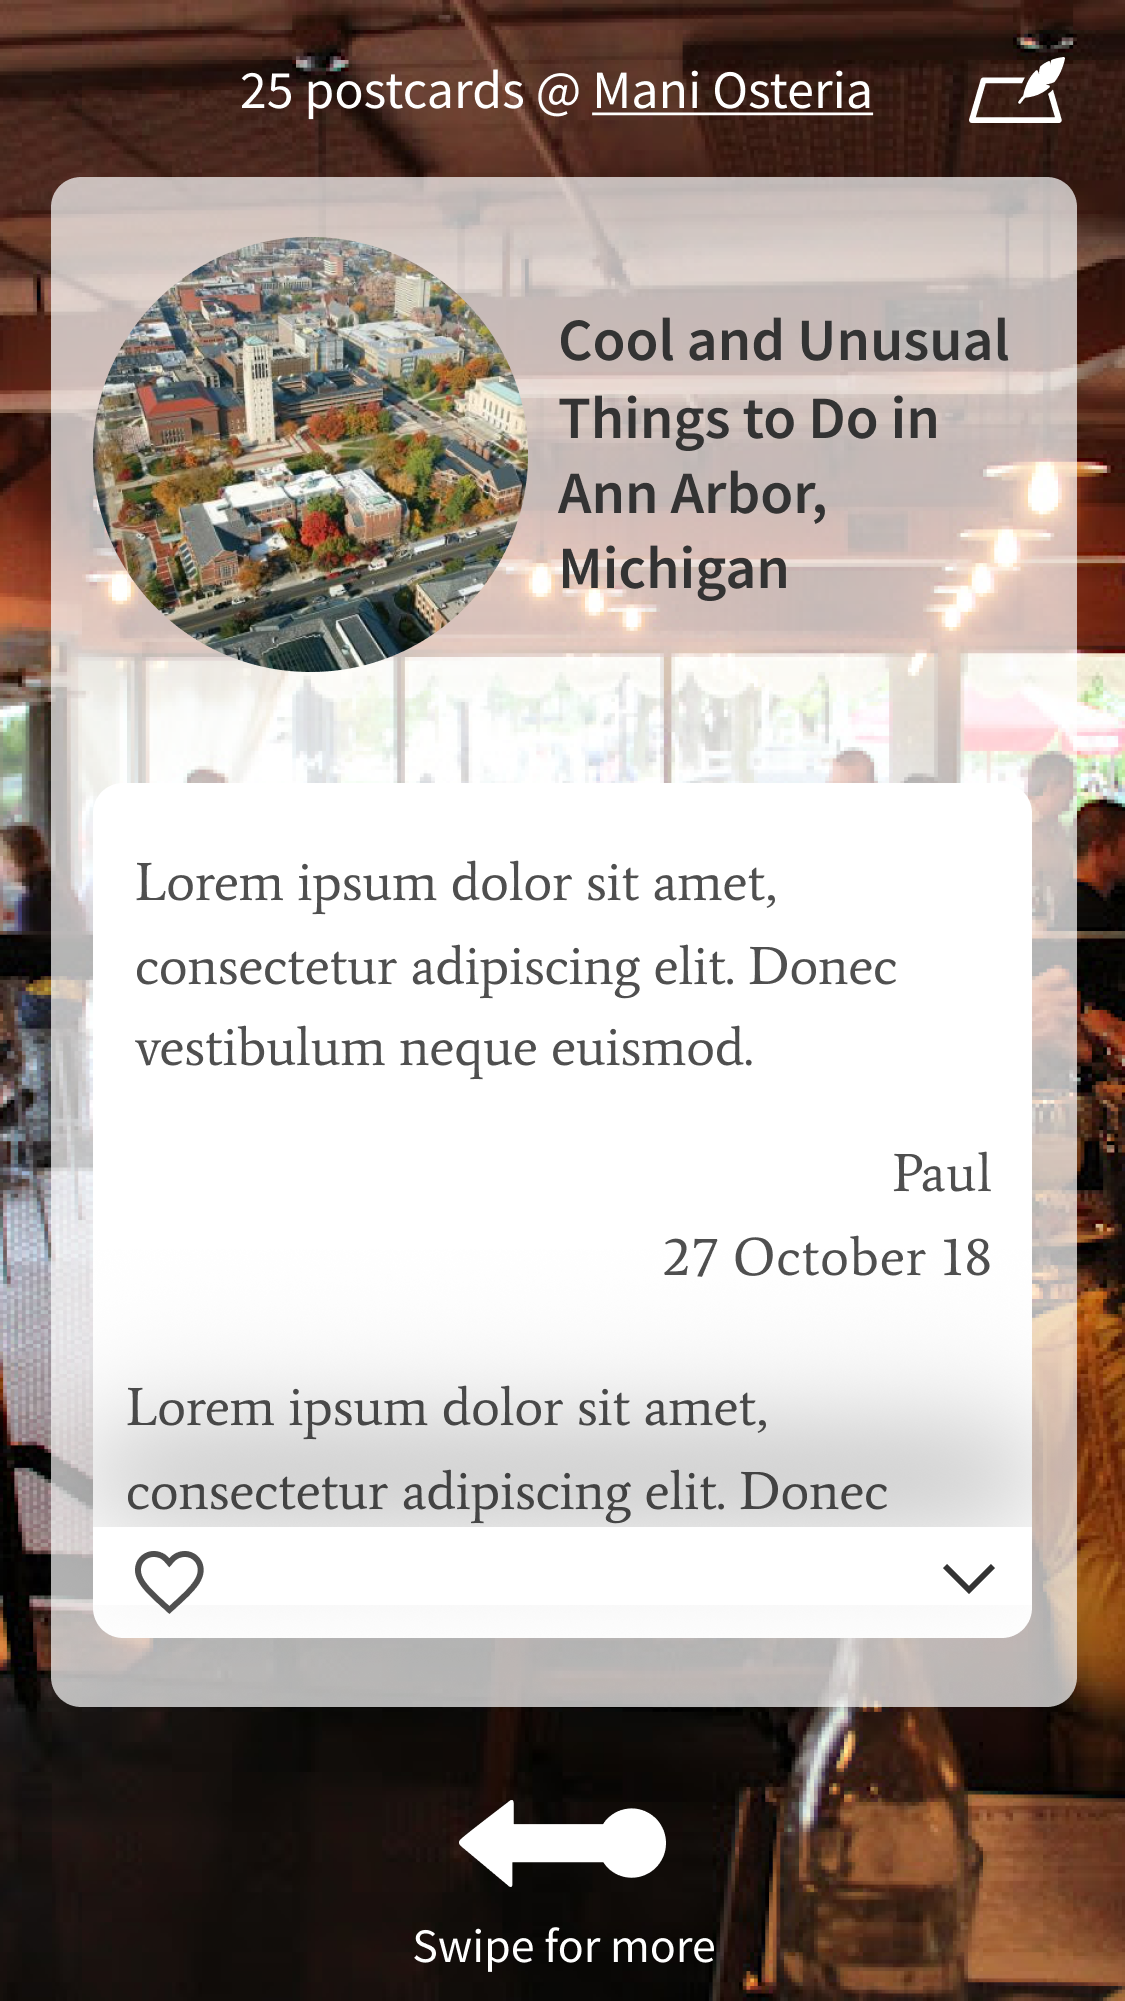 25 postcards @ Mani Osteria
Cool and Unusual
Things to Do in
Ann Arbor,
Michigan
Lorem ipsum dolor sit amet,
consectetur adipiscing elit. Donec
vestibulum neque euismod.
Paul
27 October 18
Lorem ipsum dolor sit amet,
consectetur adipiscing elit. Donec
Swipe for more